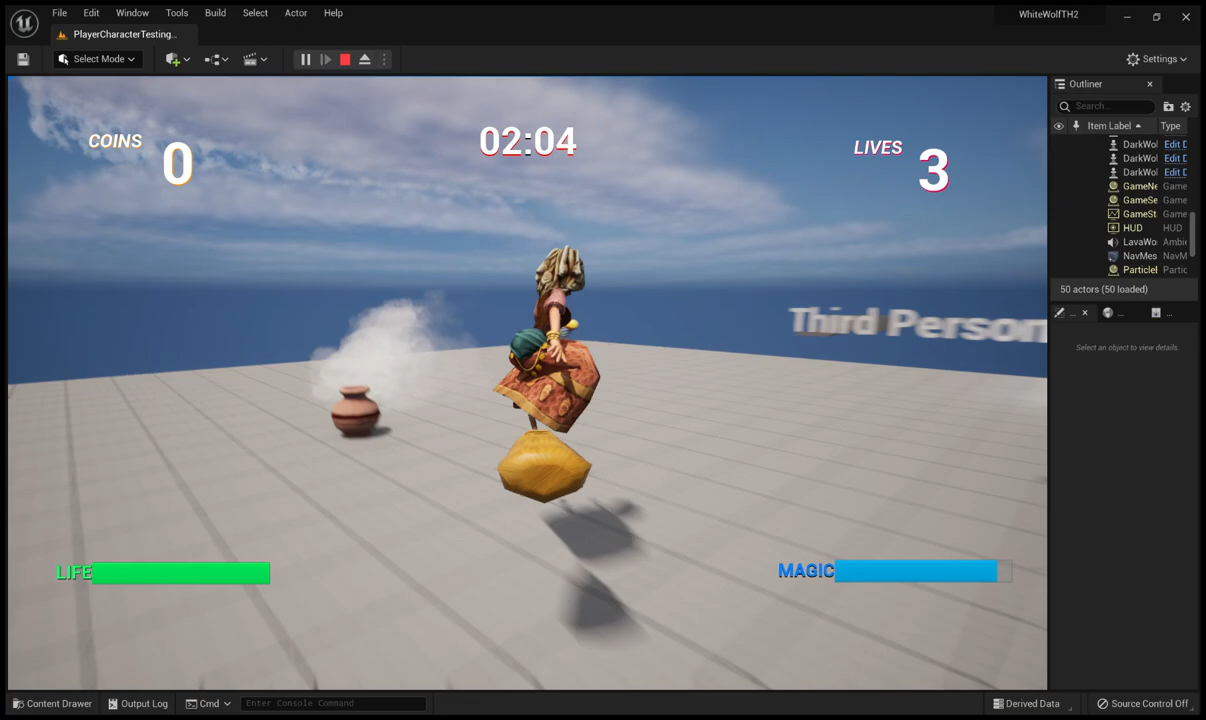 File Edit Window Tools Build Select Actor Help
WhiteWolfTH2
PlayerCharacterTesting...
Select Mode
Settings
Outliner
Search...
Item Label
Type
DarkWol Edit D
DarkWol Edit D
DarkWol Edit D
GameNe Game
GameSe Game
GameSt Game
HUD HUD
LavaWo Ambie
NavMes NavM
ParticleE Partic
50 actors (50 loaded)
... ... ...
Select an object to view details.
COINS 0
02:04
LIVES 3
Third Person
LIFE
MAGIC
Content Drawer
Output Log
Cmd
Enter Console Command
Derived Data
Source Control Off